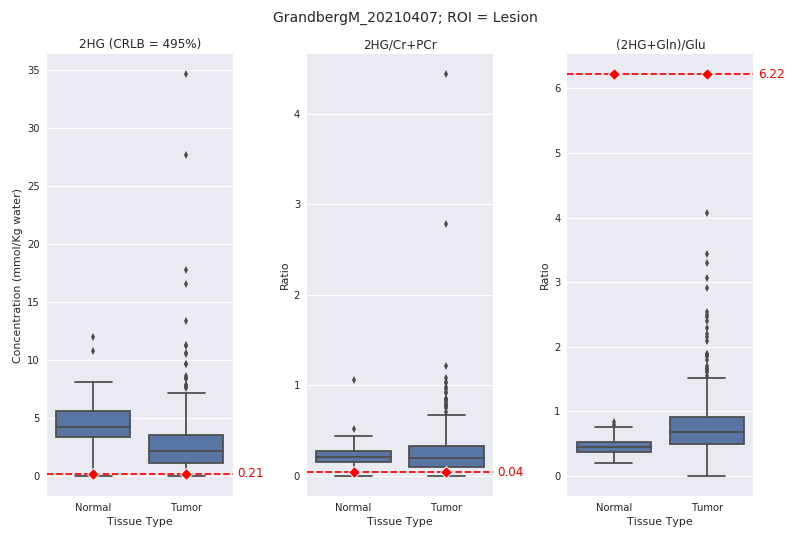 GrandbergM_20210407; ROI = Lesion
2HG (CRLB = 495%)
Concentration (mmol/Kg water)
35
30
25
20
15
10
5
0
0.21
Normal Tumor
Tissue Type
2HG/Cr+PCr
Ratio
4
3
2
1
0
0.04
Normal Tumor
Tissue Type
(2HG+Gln)/Glu
Ratio
6.22
6
5
4
3
2
1
0
Normal Tumor
Tissue Type